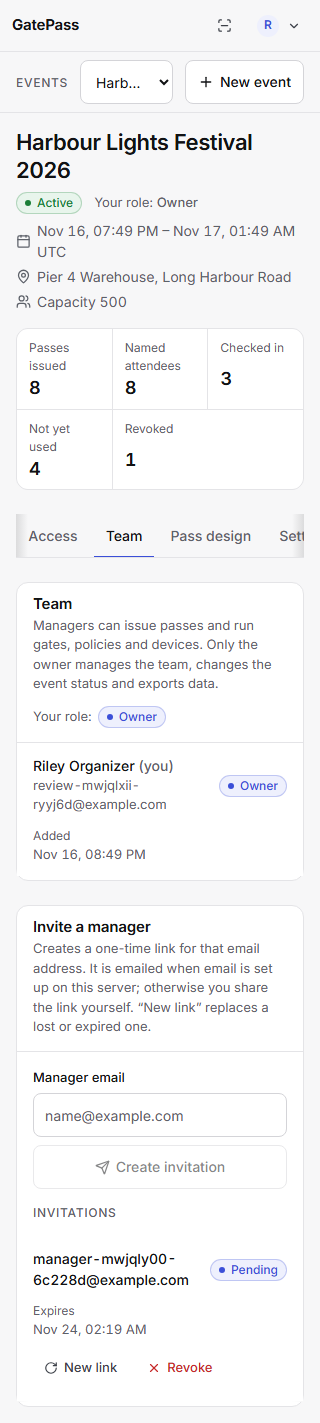 GatePass
R
EVENTS
Harb...
New event
Harbour Lights Festival
2026
Active
Your role: Owner
Nov 16, 07:49 PM – Nov 17, 01:49 AM
UTC
Pier 4 Warehouse, Long Harbour Road
Capacity 500
Passes
issued
8
Named
attendees
8
Checked in
3
Not yet
used
4
Revoked
1
Access
Team
Pass design
Sett
Team
Managers can issue passes and run
gates, policies and devices. Only the
owner manages the team, changes the
event status and exports data.
Your role:
Owner
Riley Organizer (you)
review-mwjqlxii-
ryyj6d@example.com
Owner
Added
Nov 16, 08:49 PM
Invite a manager
Creates a one-time link for that email
address. It is emailed when email is set
up on this server; otherwise you share
the link yourself. “New link” replaces a
lost or expired one.
Manager email
name@example.com
Create invitation
INVITATIONS
manager-mwjqly00-
6c228d@example.com
Pending
Expires
Nov 24, 02:19 AM
New link
Revoke